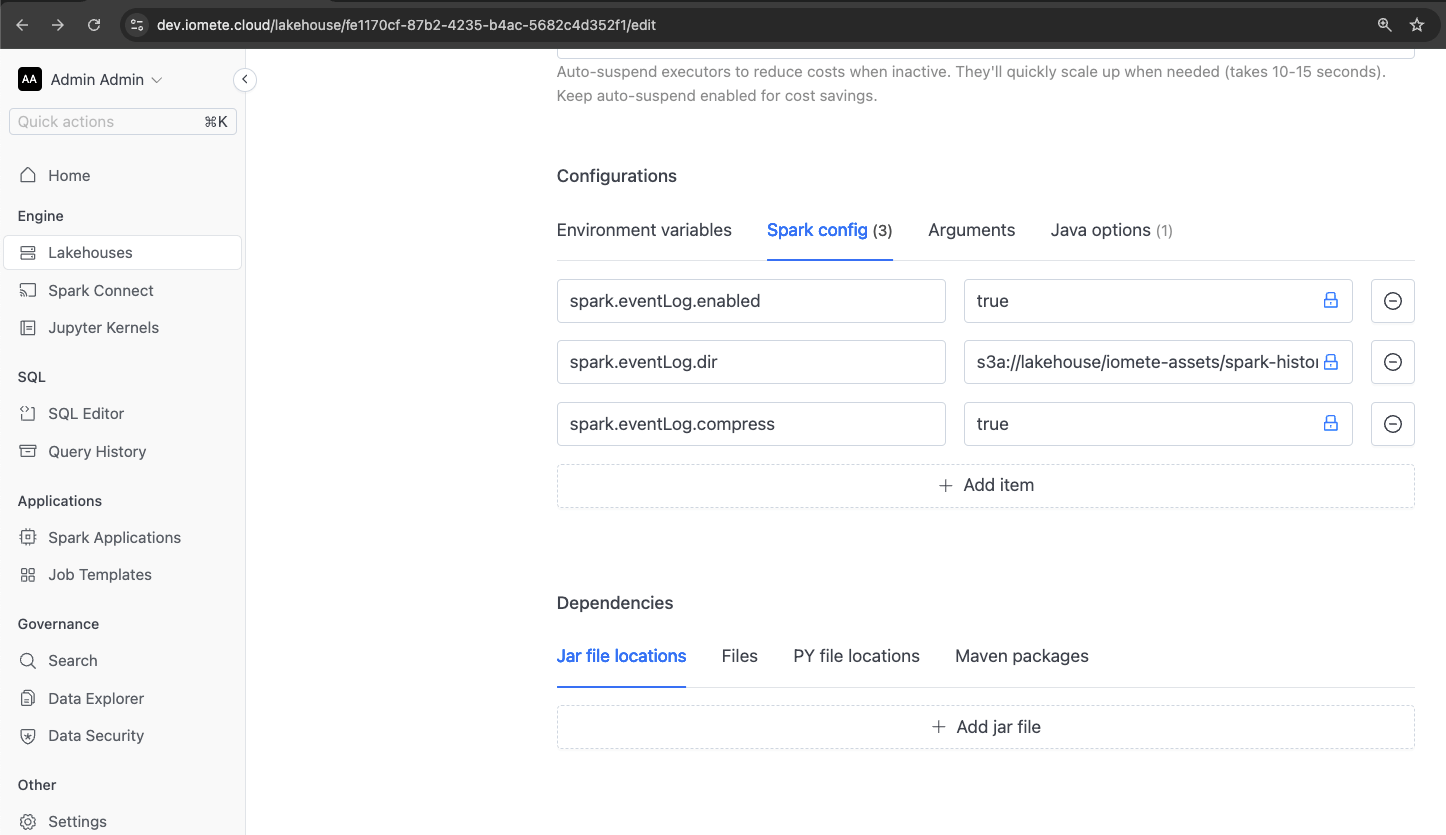 dev.iomete.cloud/lakehouse/fe1170cf-87b2-4235-b4ac-5682c4d352f1/edit
AA Admin Admin
Quick actions ⌘K
Home
Engine
Lakehouses
Spark Connect
Jupyter Kernels
SQL
SQL Editor
Query History
Applications
Spark Applications
Job Templates
Governance
Search
Data Explorer
Data Security
Other
Settings
Auto-suspend executors to reduce costs when inactive. They'll quickly scale up when needed (takes 10-15 seconds).
Keep auto-suspend enabled for cost savings.
Configurations
Environment variables Spark config (3) Arguments Java options (1)
spark.eventLog.enabled true
spark.eventLog.dir s3a://lakehouse/iomete-assets/spark-histor
spark.eventLog.compress true
+ Add item
Dependencies
Jar file locations Files PY file locations Maven packages
+ Add jar file